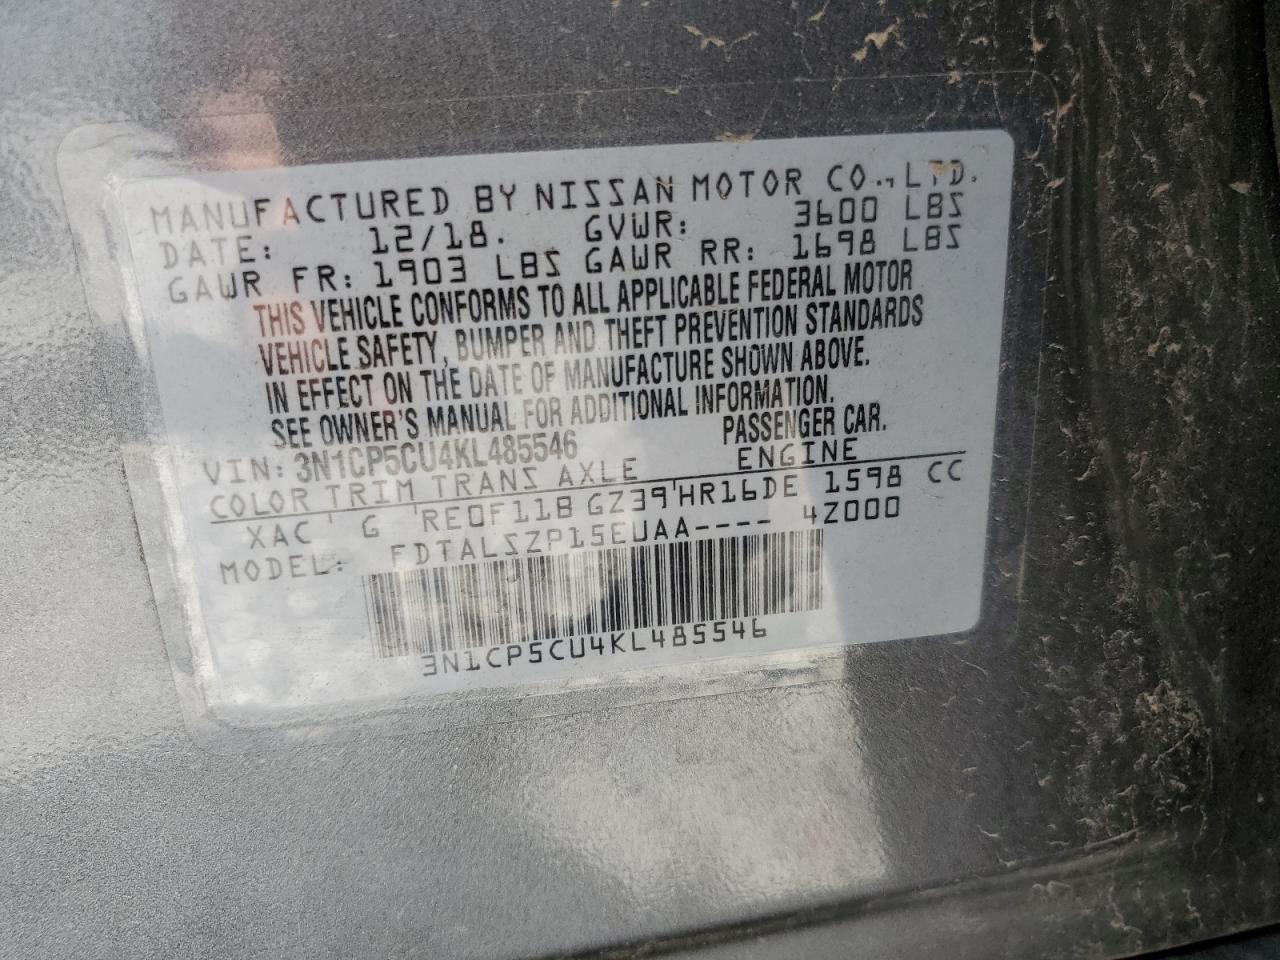 MANUFACTURED BY NISSAN MOTOR CO., LTD.
DATE: 12/18. GVWR: 3600 LBS
GAWR FR: 1903 LBS GAWR RR: 1698 LBS
THIS VEHICLE CONFORMS TO ALL APPLICABLE FEDERAL MOTOR
VEHICLE SAFETY, BUMPER AND THEFT PREVENTION STANDARDS
IN EFFECT ON THE DATE OF MANUFACTURE SHOWN ABOVE.
SEE OWNER'S MANUAL FOR ADDITIONAL INFORMATION.
VIN: 3N1CP5CU4KL485546 PASSENGER CAR.
COLOR TRIM TRANS AXLE ENGINE
XAC ' G 'RE0F11B GZ39'HR16DE 1598 CC
MODEL: FDTALSZP15EUAA---- 4Z000
3N1CP5CU4KL485546